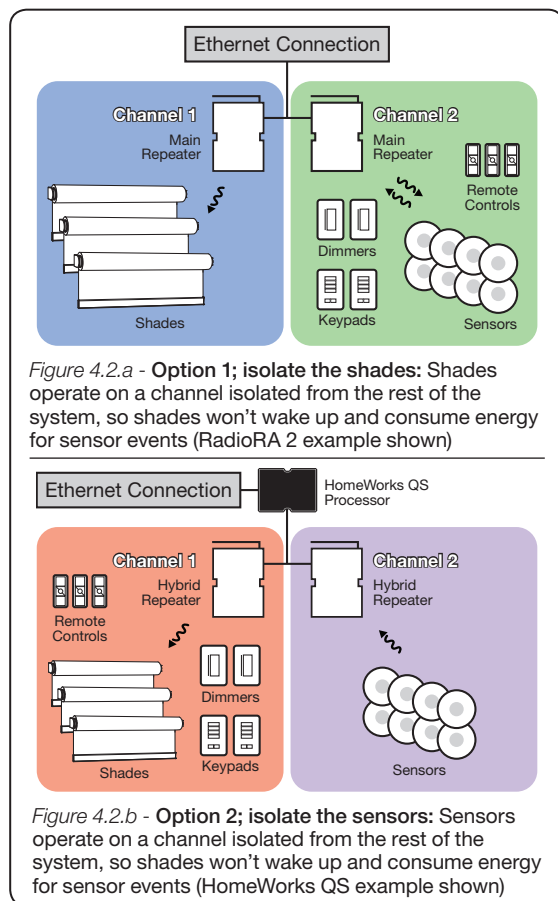 Ethernet Connection
Channel 1
Main
Repeater
Shades
Channel 2
Main
Repeater
Remote
Controls
Dimmers
Keypads
Sensors
Figure 4.2.a - Option 1; isolate the shades: Shades
operate on a channel isolated from the rest of the
system, so shades won’t wake up and consume energy
for sensor events (RadioRA 2 example shown)
Ethernet Connection
HomeWorks QS
Processor
Channel 1
Hybrid
Repeater
Remote
Controls
Dimmers
Shades
Keypads
Channel 2
Hybrid
Repeater
Sensors
Figure 4.2.b - Option 2; isolate the sensors: Sensors
operate on a channel isolated from the rest of the
system, so shades won’t wake up and consume energy
for sensor events (HomeWorks QS example shown)